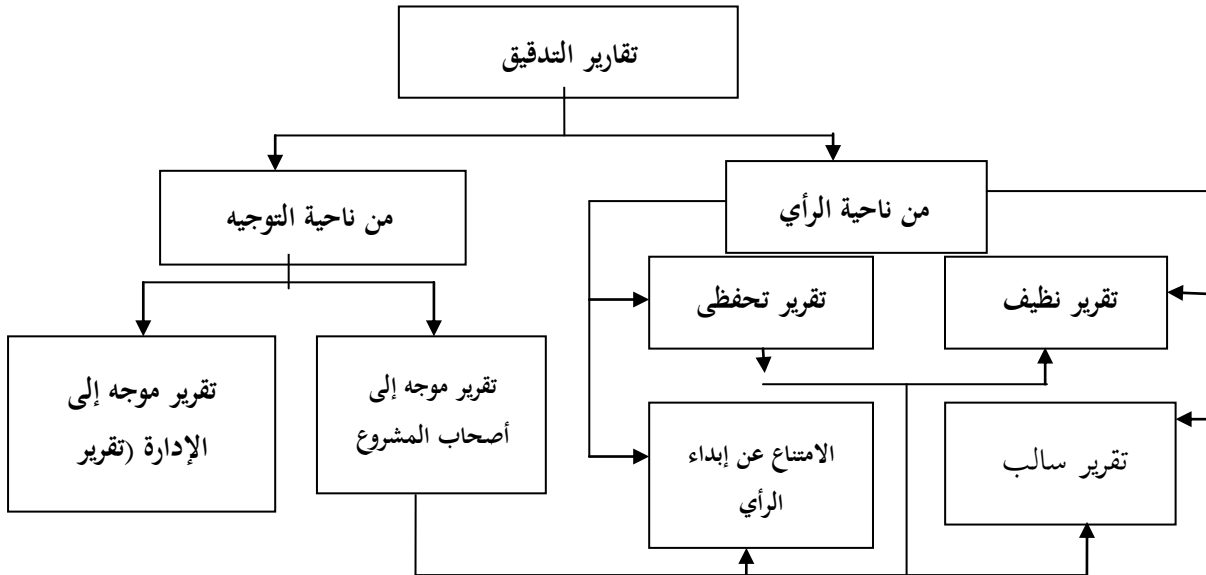 تقارير التدقيق
من ناحية الرأي
من ناحية التوجيه
تقرير نظيف
تقرير تحفظي
تقرير موجه إلى
أصحاب المشروع
تقرير موجه إلى
الإدارة (تقرير
تقرير سالب
الامتناع عن إبداء
الرأي